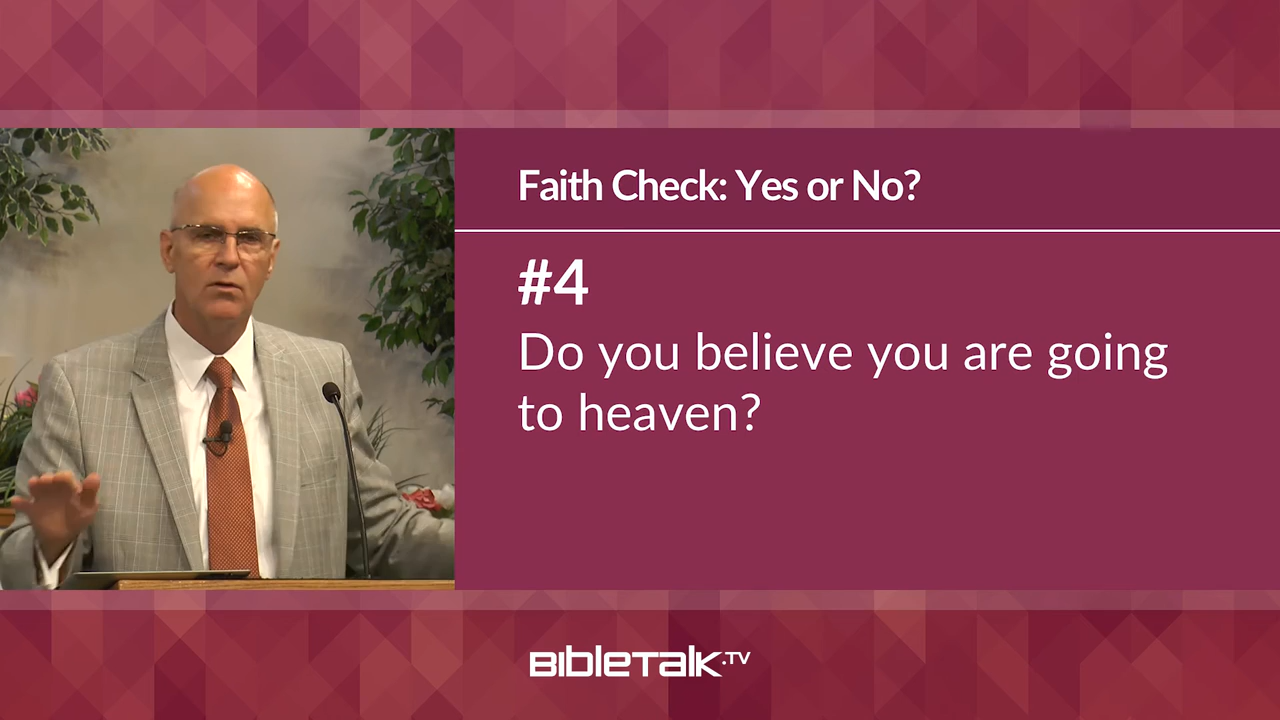 Faith Check: Yes or No?
#4
Do you believe you are going
to heaven?
BIBLETALK.TV